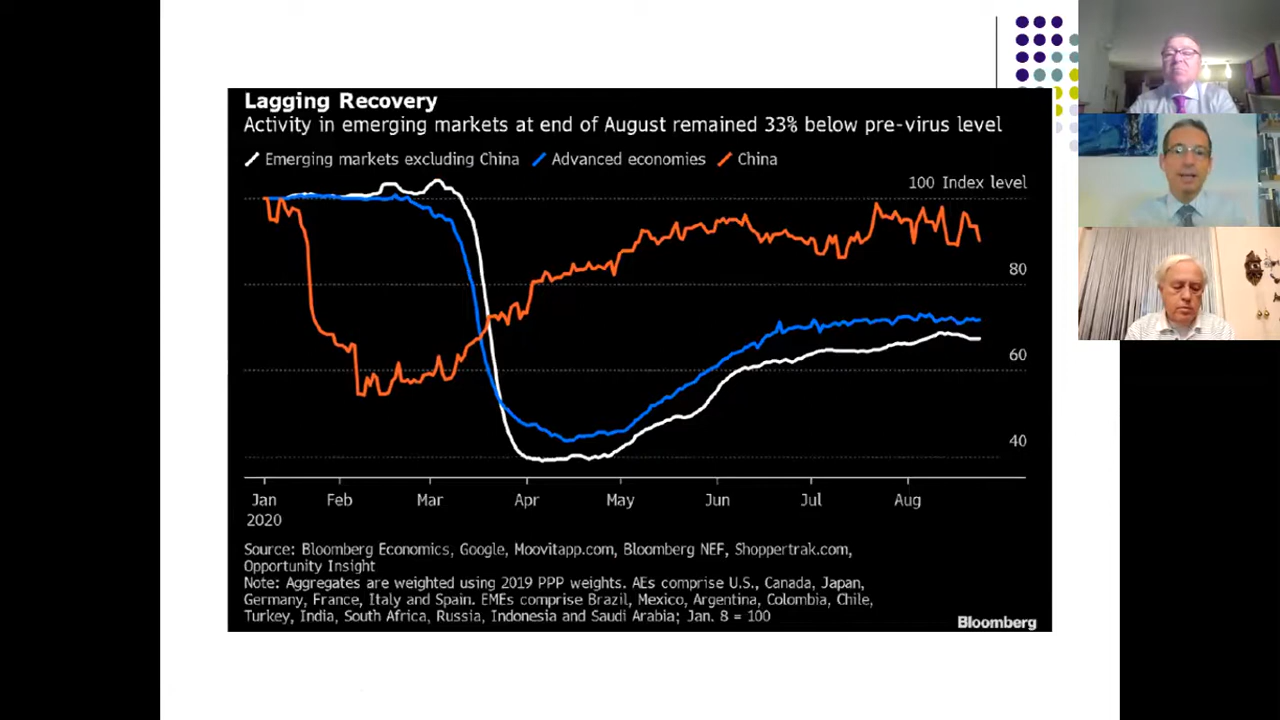 Lagging Recovery
Activity in emerging markets at end of August remained 33% below pre-virus level
Emerging markets excluding China Advanced economies China
100 Index level
80
60
40
Jan Feb Mar Apr May Jun Jul Aug
2020
Source: Bloomberg Economics, Google, Moovitapp.com, Bloomberg NEF, Shoppertrak.com,
Opportunity Insight
Note: Aggregates are weighted using 2019 PPP weights. AEs comprise U.S., Canada, Japan,
Germany, France, Italy and Spain. EMEs comprise Brazil, Mexico, Argentina, Colombia, Chile,
Turkey, India, South Africa, Russia, Indonesia and Saudi Arabia; Jan. 8 = 100
Bloomberg